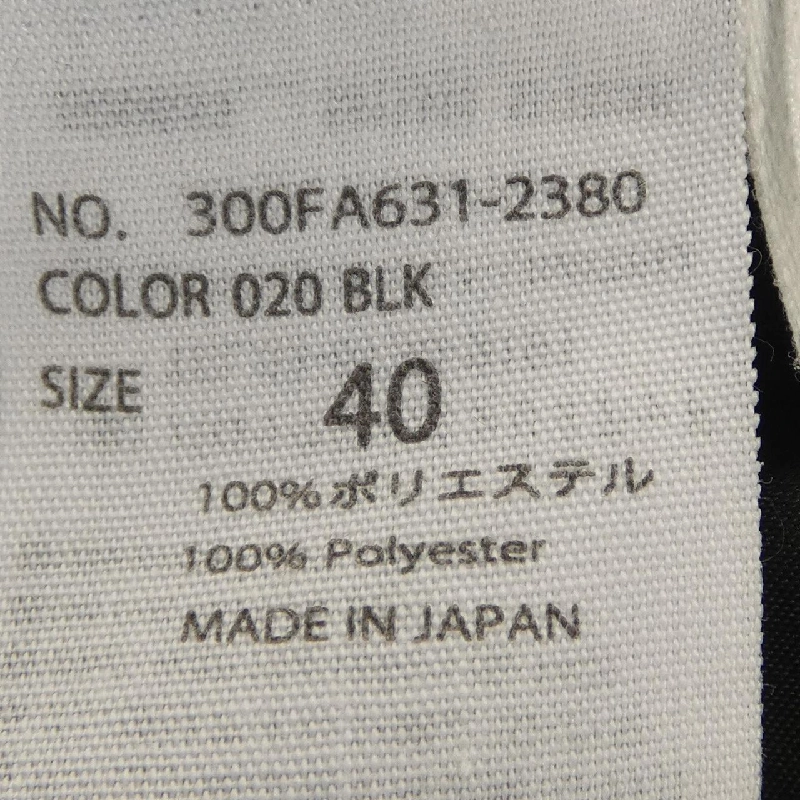 NO. 300FA631-2380
COLOR 020 BLK
SIZE 40
100%ポリエステル
100% Polyester
MADE IN JAPAN